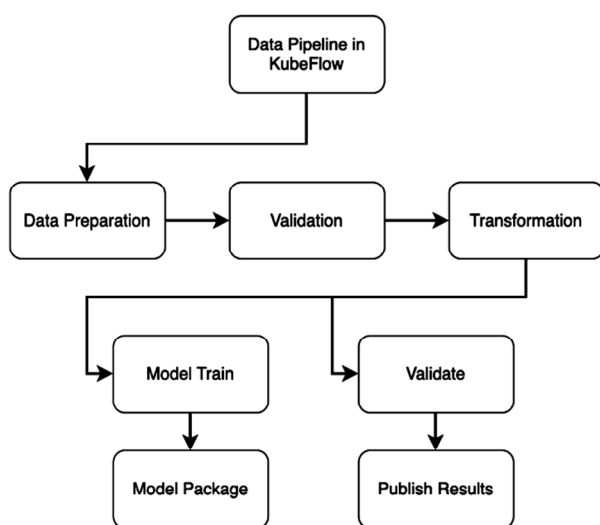 Data Pipeline in
KubeFlow
Data Preparation
Validation
Transformation
Model Train
Validate
Model Package
Publish Results